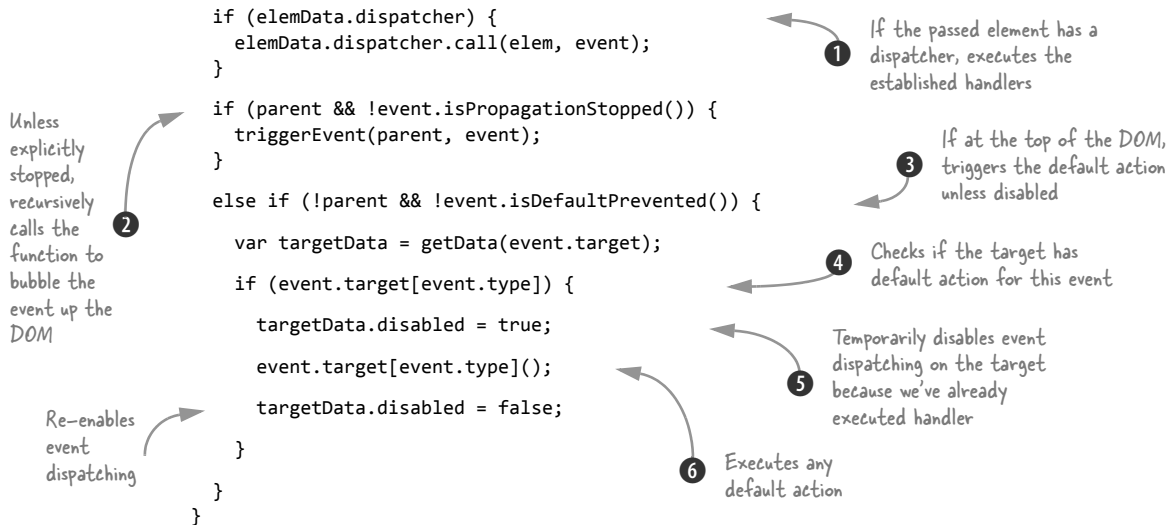 if (elemData.dispatcher) {
elemData.dispatcher.call(elem, event);
}
1
If the passed element has a
dispatcher, executes the
established handlers
if (parent && !event.isPropagationStopped()) {
triggerEvent(parent, event);
}
Unless
explicitly
stopped,
recursively
calls the
function to
bubble the
event up the
DOM
2
else if (!parent && !event.isDefaultPrevented()) {
3
If at the top of the DOM,
triggers the default action
unless disabled
var targetData = getData(event.target);
if (event.target[event.type]) {
4
Checks if the target has
default action for this event
targetData.disabled = true;
5
Temporarily disables event
dispatching on the target
because we've already
executed handler
event.target[event.type]();
6
Executes any
default action
targetData.disabled = false;
Re-enables
event
dispatching
}
}
}